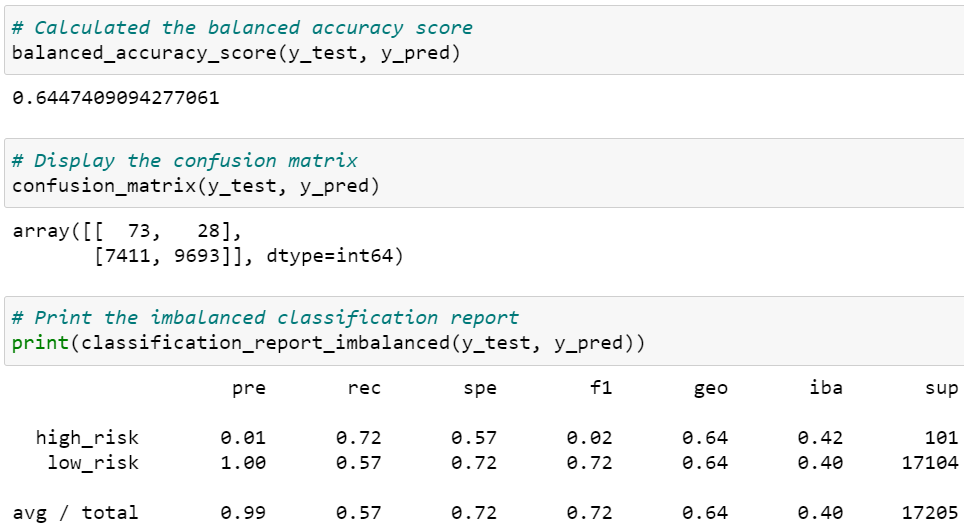 # Calculated the balanced accuracy score
balanced_accuracy_score(y_test, y_pred)
0.6447409094277061
# Display the confusion matrix
confusion_matrix(y_test, y_pred)
array([[  73,   28],
       [7411, 9693]], dtype=int64)
# Print the imbalanced classification report
print(classification_report_imbalanced(y_test, y_pred))
                   pre       rec       spe        f1       geo       iba       sup
  high_risk       0.01      0.72      0.57      0.02      0.64      0.42       101
   low_risk       1.00      0.57      0.72      0.72      0.64      0.40     17104
avg / total       0.99      0.57      0.72      0.72      0.64      0.40     17205